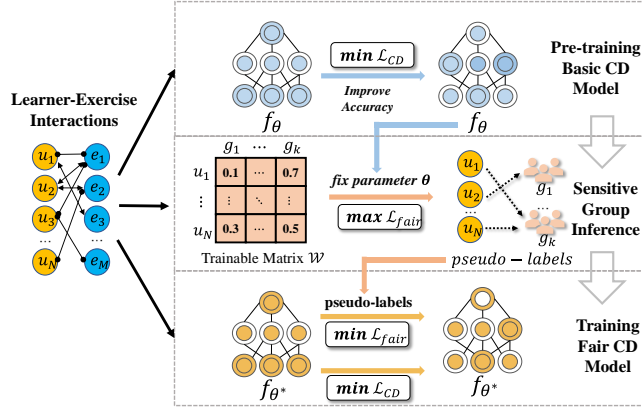 Learner-Exercise
Interactions
u1 e1
u2 e2
u3 e3
... ...
uN eM
min ℒCD
Improve
Accuracy
fθ
fθ
Pre-training
Basic CD
Model
g1 ⋯ gk
u1 0.1 ⋯ 0.7
⋮ ⋮ ⋱ ⋮
uN 0.3 ⋯ 0.5
Trainable Matrix 𝒲
fix parameter θ
max ℒfair
u1
u2
...
uN
g1
...
gk
pseudo − labels
Sensitive
Group
Inference
pseudo-labels
min ℒfair
min ℒCD
fθ*
fθ*
Training
Fair CD
Model